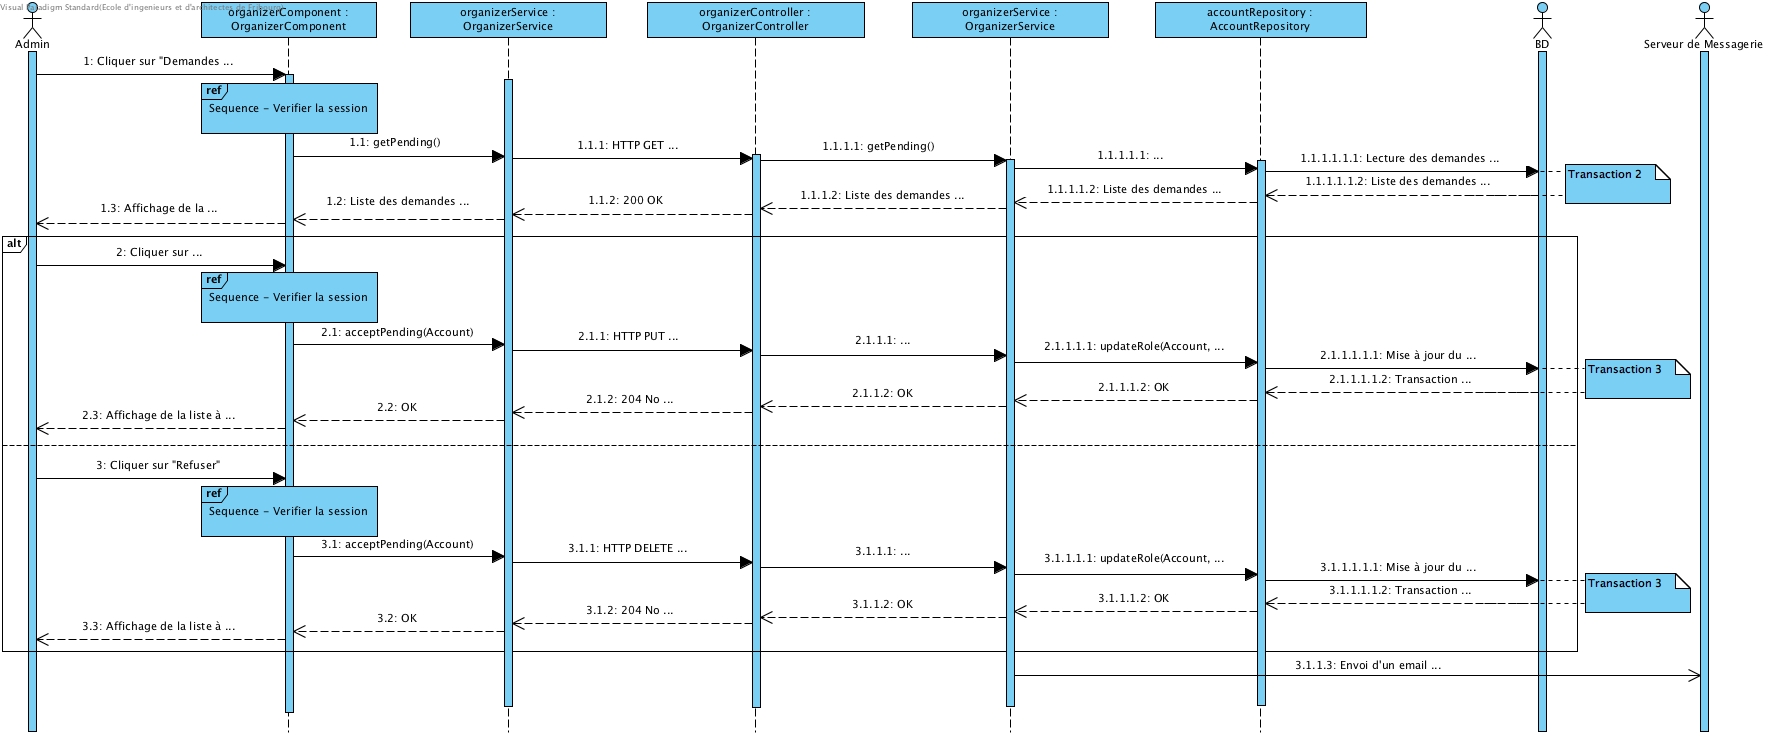 Visual Paradigm Standard(Ecole d'ingenieurs et d'architectes de Fribourg)
Admin
organizerComponent :
OrganizerComponent
organizerService :
OrganizerService
organizerController :
OrganizerController
organizerService :
OrganizerService
accountRepository :
AccountRepository
BD
Serveur de Messagerie
1: Cliquer sur "Demandes ...
ref
Sequence - Verifier la session
1.1: getPending()
1.1.1: HTTP GET ...
1.1.1.1: getPending()
1.1.1.1.1: ...
1.1.1.1.1.1: Lecture des demandes ...
Transaction 2
1.1.1.1.1.2: Liste des demandes ...
1.1.1.1.2: Liste des demandes ...
1.1.1.2: Liste des demandes ...
1.1.2: 200 OK
1.2: Liste des demandes ...
1.3: Affichage de la ...
alt
2: Cliquer sur ...
ref
Sequence - Verifier la session
2.1: acceptPending(Account)
2.1.1: HTTP PUT ...
2.1.1.1: ...
2.1.1.1.1: updateRole(Account, ...
2.1.1.1.1.1: Mise à jour du ...
Transaction 3
2.1.1.1.1.2: Transaction ...
2.1.1.1.2: OK
2.1.1.2: OK
2.1.2: 204 No ...
2.2: OK
2.3: Affichage de la liste à ...
3: Cliquer sur "Refuser"
ref
Sequence - Verifier la session
3.1: acceptPending(Account)
3.1.1: HTTP DELETE ...
3.1.1.1: ...
3.1.1.1.1: updateRole(Account, ...
3.1.1.1.1.1: Mise à jour du ...
Transaction 3
3.1.1.1.1.2: Transaction ...
3.1.1.1.2: OK
3.1.1.2: OK
3.1.2: 204 No ...
3.2: OK
3.3: Affichage de la liste à ...
3.1.1.3: Envoi d'un email ...